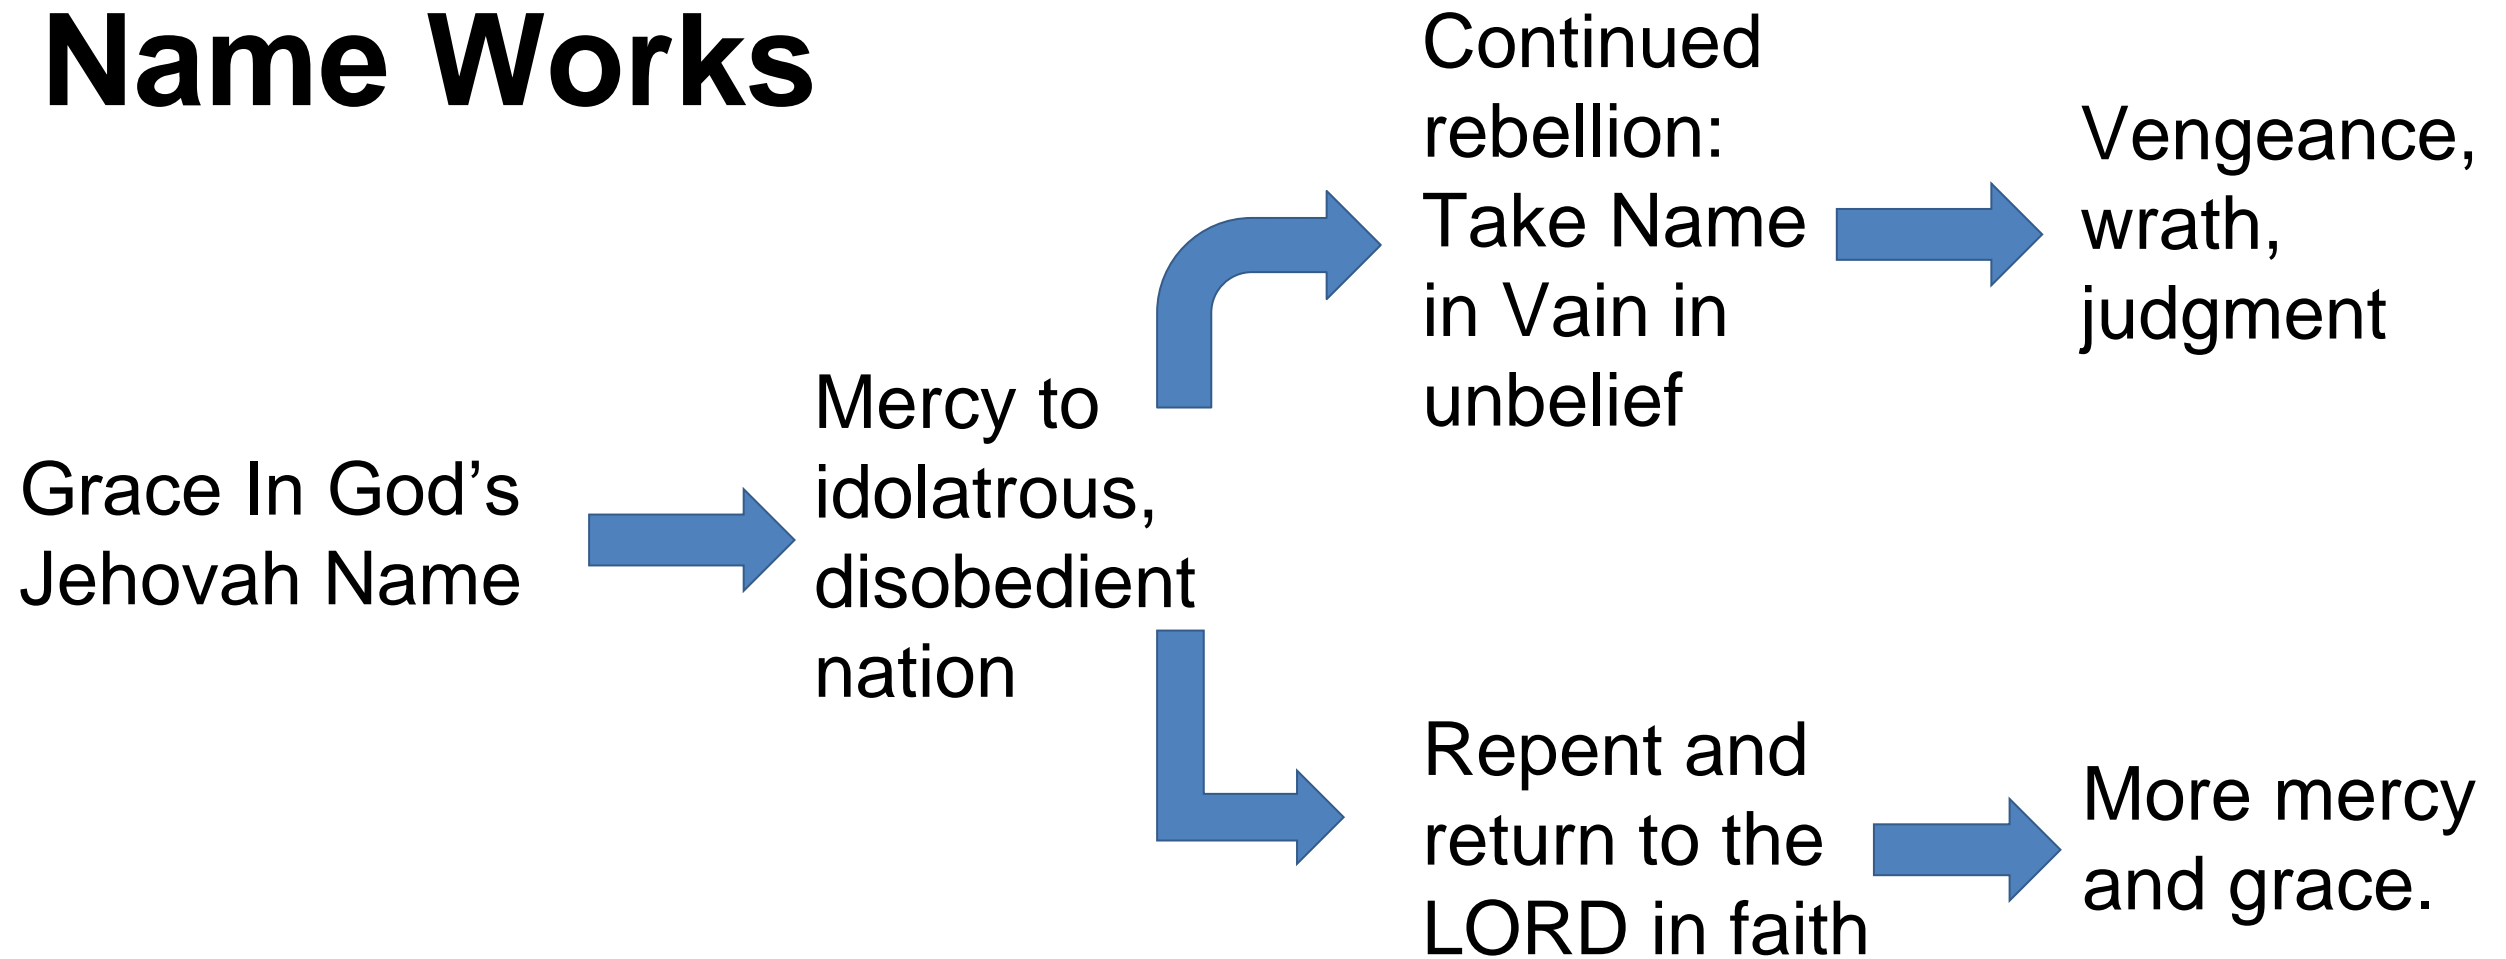 Name Works
Grace In God's
Jehovah Name
Mercy to
idolatrous,
disobedient
nation
Continued
rebellion:
Take Name
in Vain in
unbelief
Vengeance,
wrath,
judgment
Repent and
return to the
LORD in faith
More mercy
and grace.